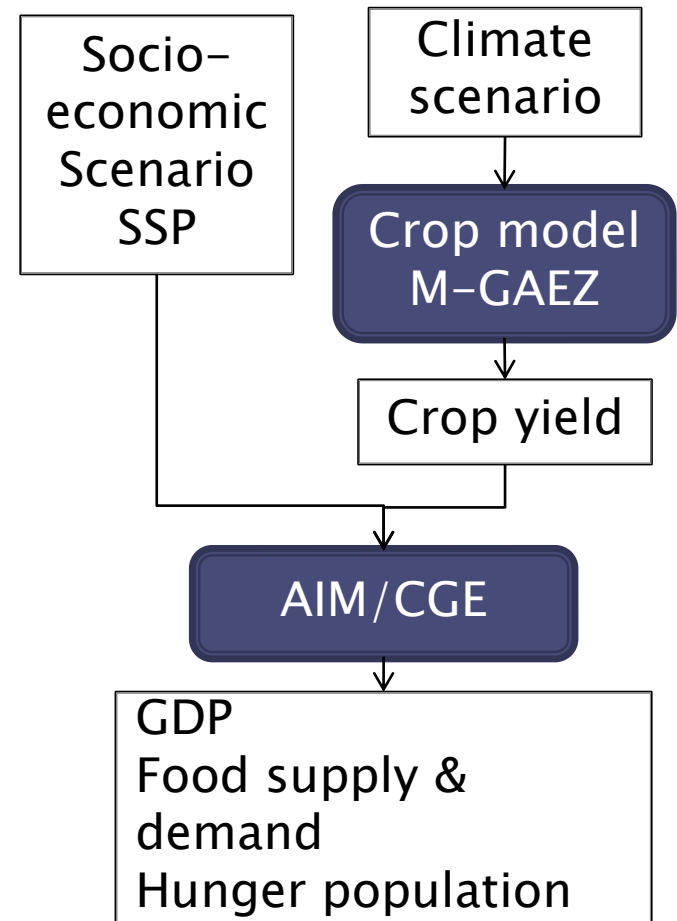 Socio-
economic
Scenario
SSP
Climate
scenario
Crop model
M-GAEZ
Crop yield
AIM/CGE
GDP
Food supply &
demand
Hunger population